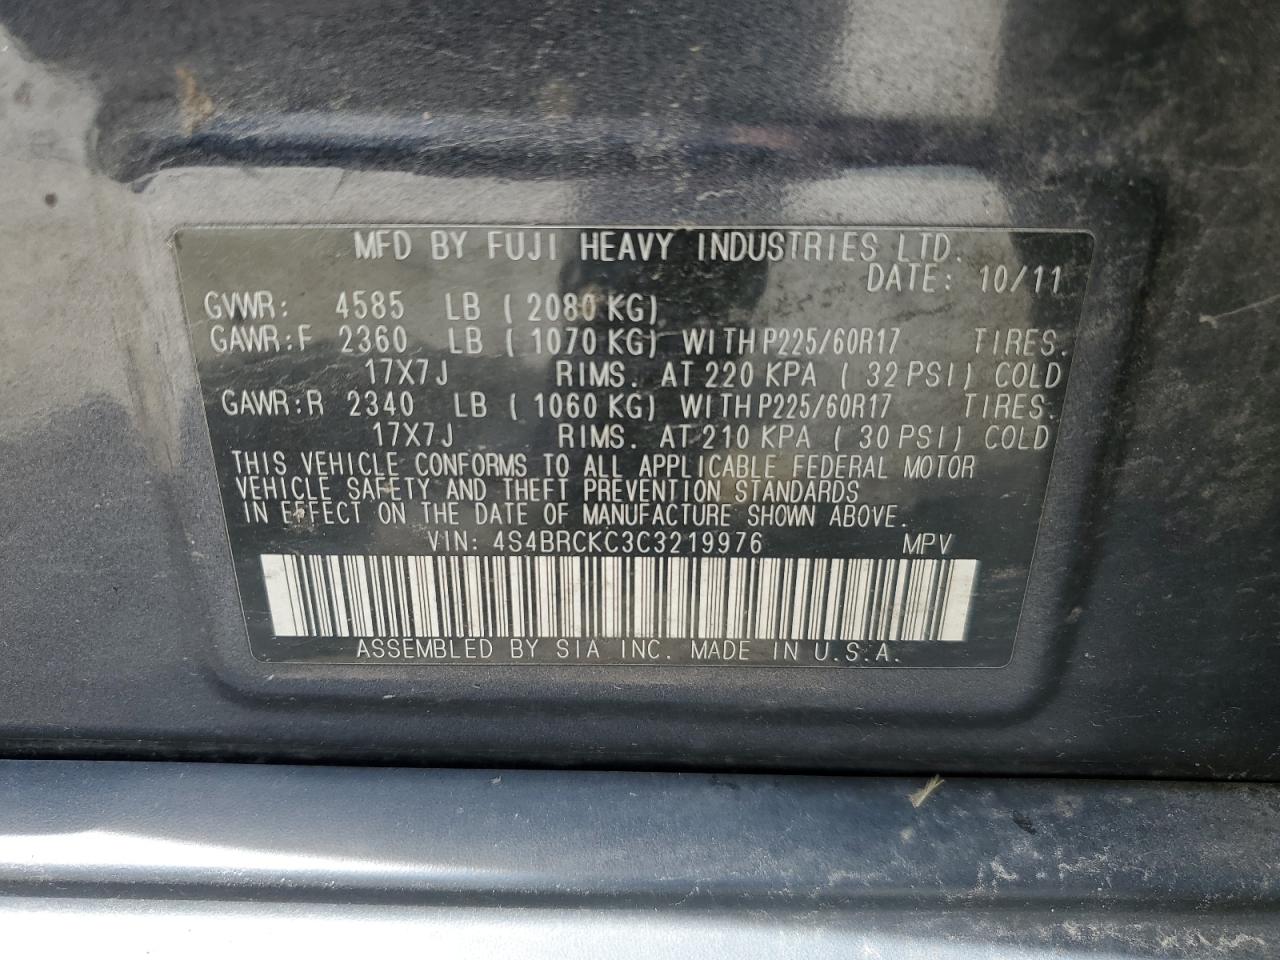 MFD BY FUJI HEAVY INDUSTRIES LTD.
DATE: 10/11
GVWR: 4585 LB ( 2080 KG)
GAWR:F 2360 LB ( 1070 KG) WITH P225/60R17 TIRES.
17X7J RIMS. AT 220 KPA ( 32 PSI) COLD
GAWR:R 2340 LB ( 1060 KG) WITH P225/60R17 TIRES.
17X7J RIMS. AT 210 KPA ( 30 PSI) COLD
THIS VEHICLE CONFORMS TO ALL APPLICABLE FEDERAL MOTOR
VEHICLE SAFETY AND THEFT PREVENTION STANDARDS
IN EFFECT ON THE DATE OF MANUFACTURE SHOWN ABOVE.
VIN: 4S4BRCKC3C3219976 MPV
ASSEMBLED BY SIA INC. MADE IN U.S.A.